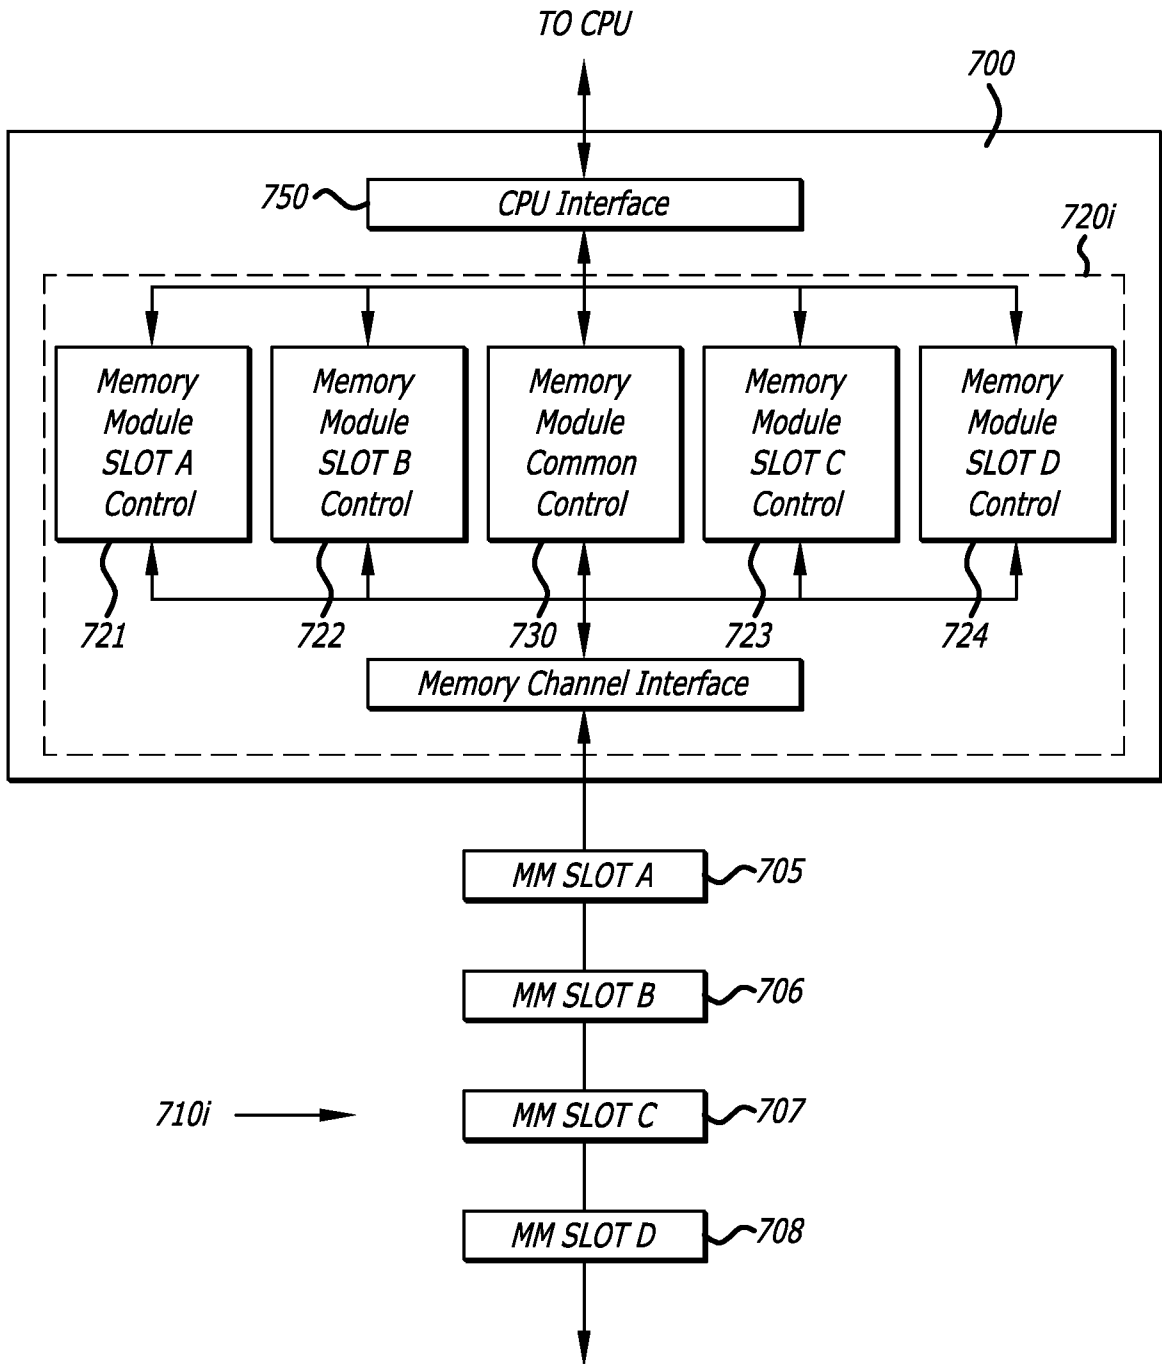 TO CPU
700
750
CPU Interface
720i
Memory
Module
SLOT A
Control
Memory
Module
SLOT B
Control
Memory
Module
Common
Control
Memory
Module
SLOT C
Control
Memory
Module
SLOT D
Control
721
722
730
723
724
Memory Channel Interface
MM SLOT A
705
MM SLOT B
706
710i
MM SLOT C
707
MM SLOT D
708